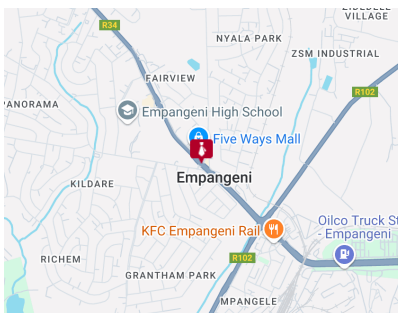 ZIDEDELE
VILLAGE
R34
NYALA PARK
ZSM INDUSTRIAL
FAIRVIEW
R102
PANORAMA
Empangeni High School
Five Ways Mall
Empangeni
KILDARE
Oilco Truck St
- Empangeni
KFC Empangeni Rail
R102
RICHEM
GRANTHAM PARK
MPANGELE